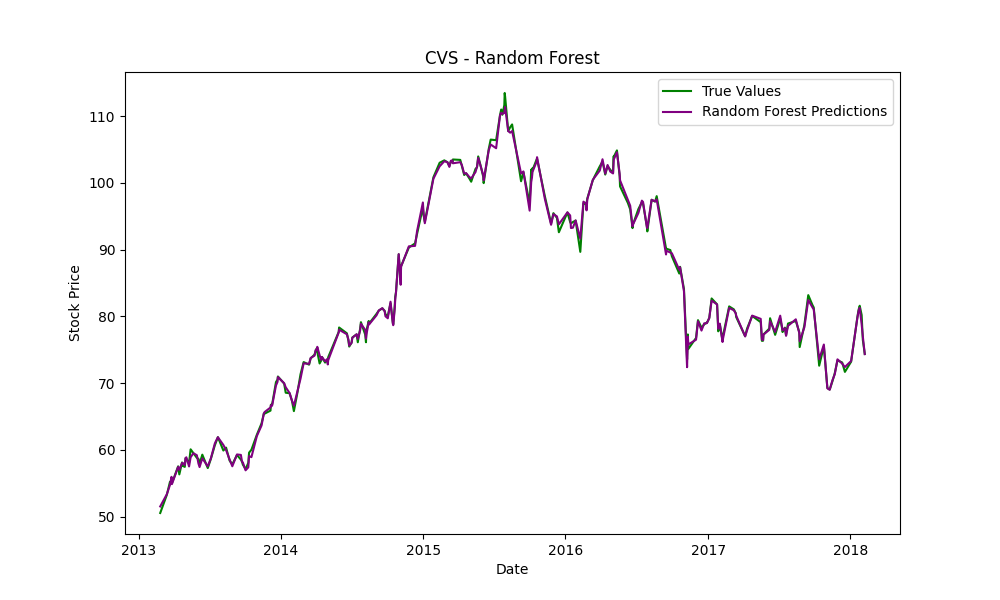 CVS - Random Forest
True Values
Random Forest Predictions
Stock Price
110
100
90
80
70
60
50
2013
2014
2015
2016
2017
2018
Date